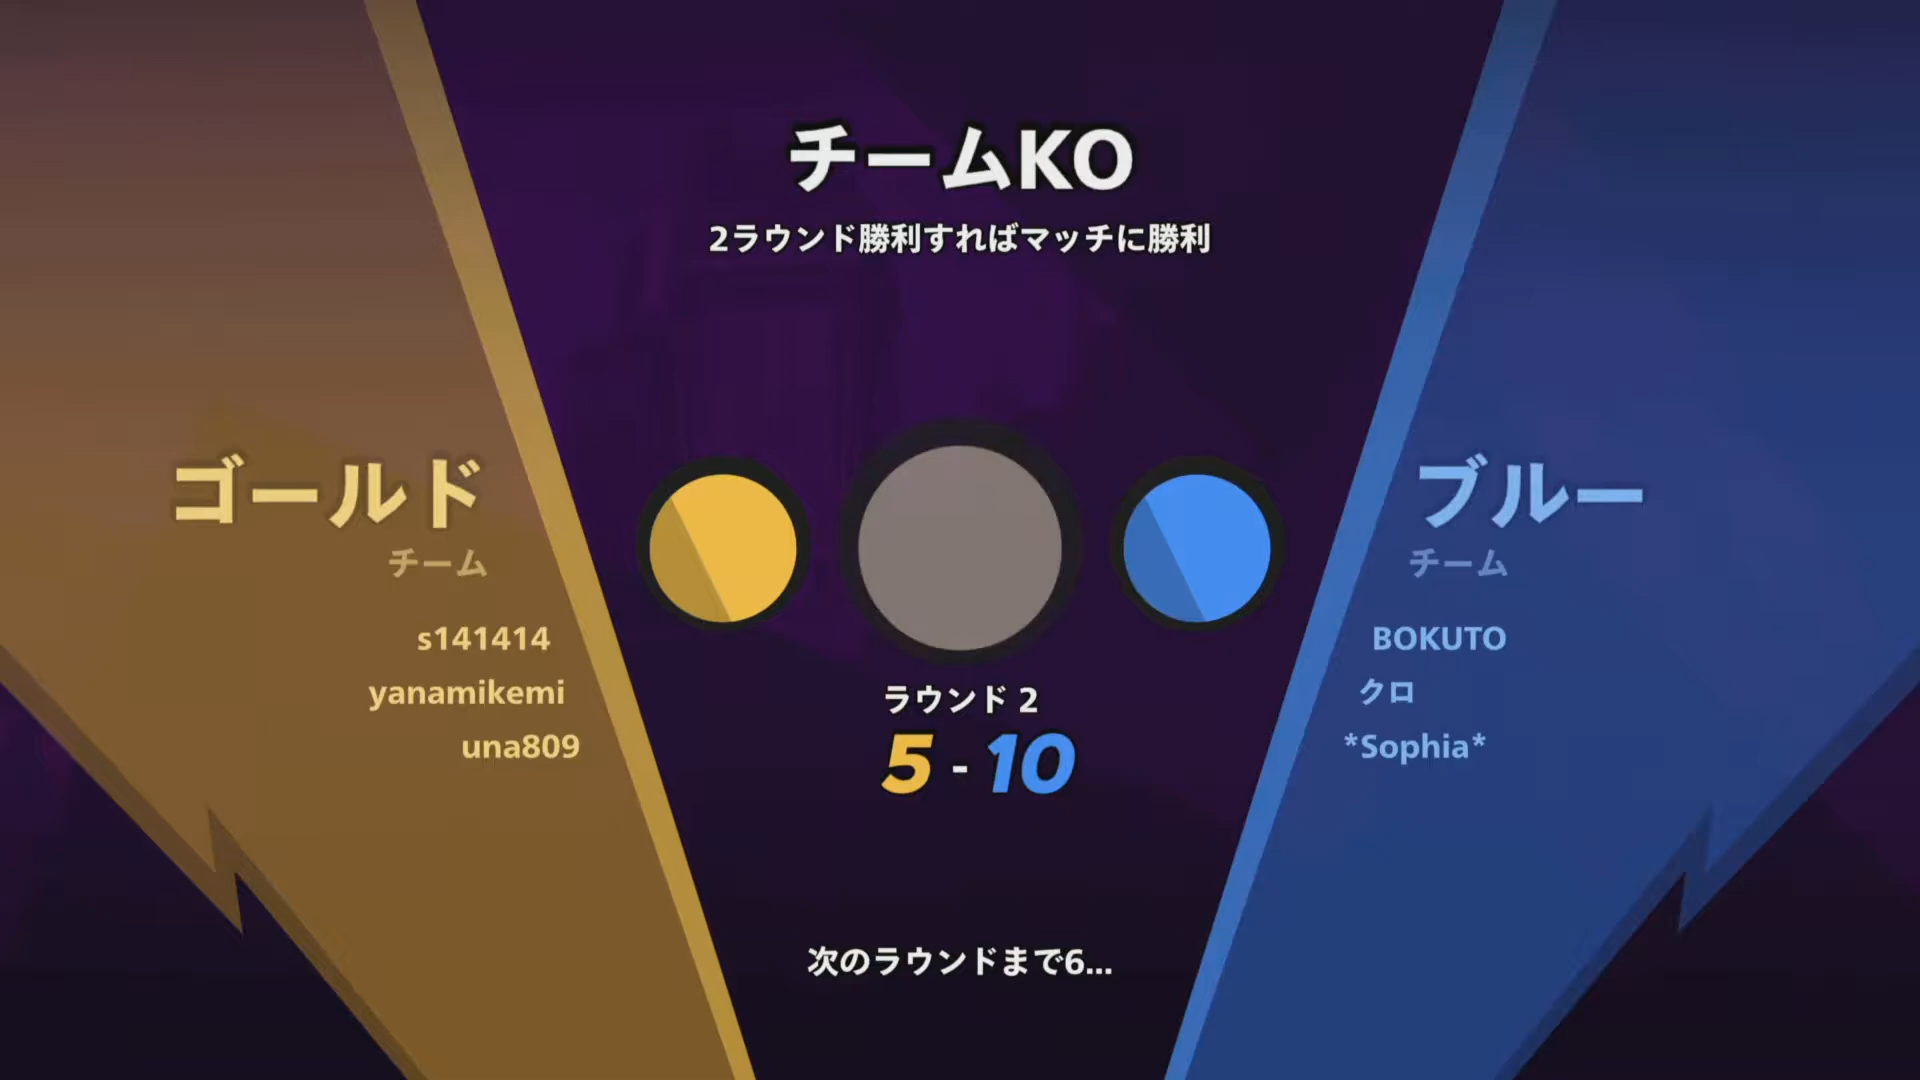 チームKO
2ラウンド勝利すればマッチに勝利
ゴールド
チーム
s141414
yanamikemi
una809
ラウンド 2
5 - 10
ブルー
チーム
BOKUTO
クロ
*Sophia*
次のラウンドまで6...